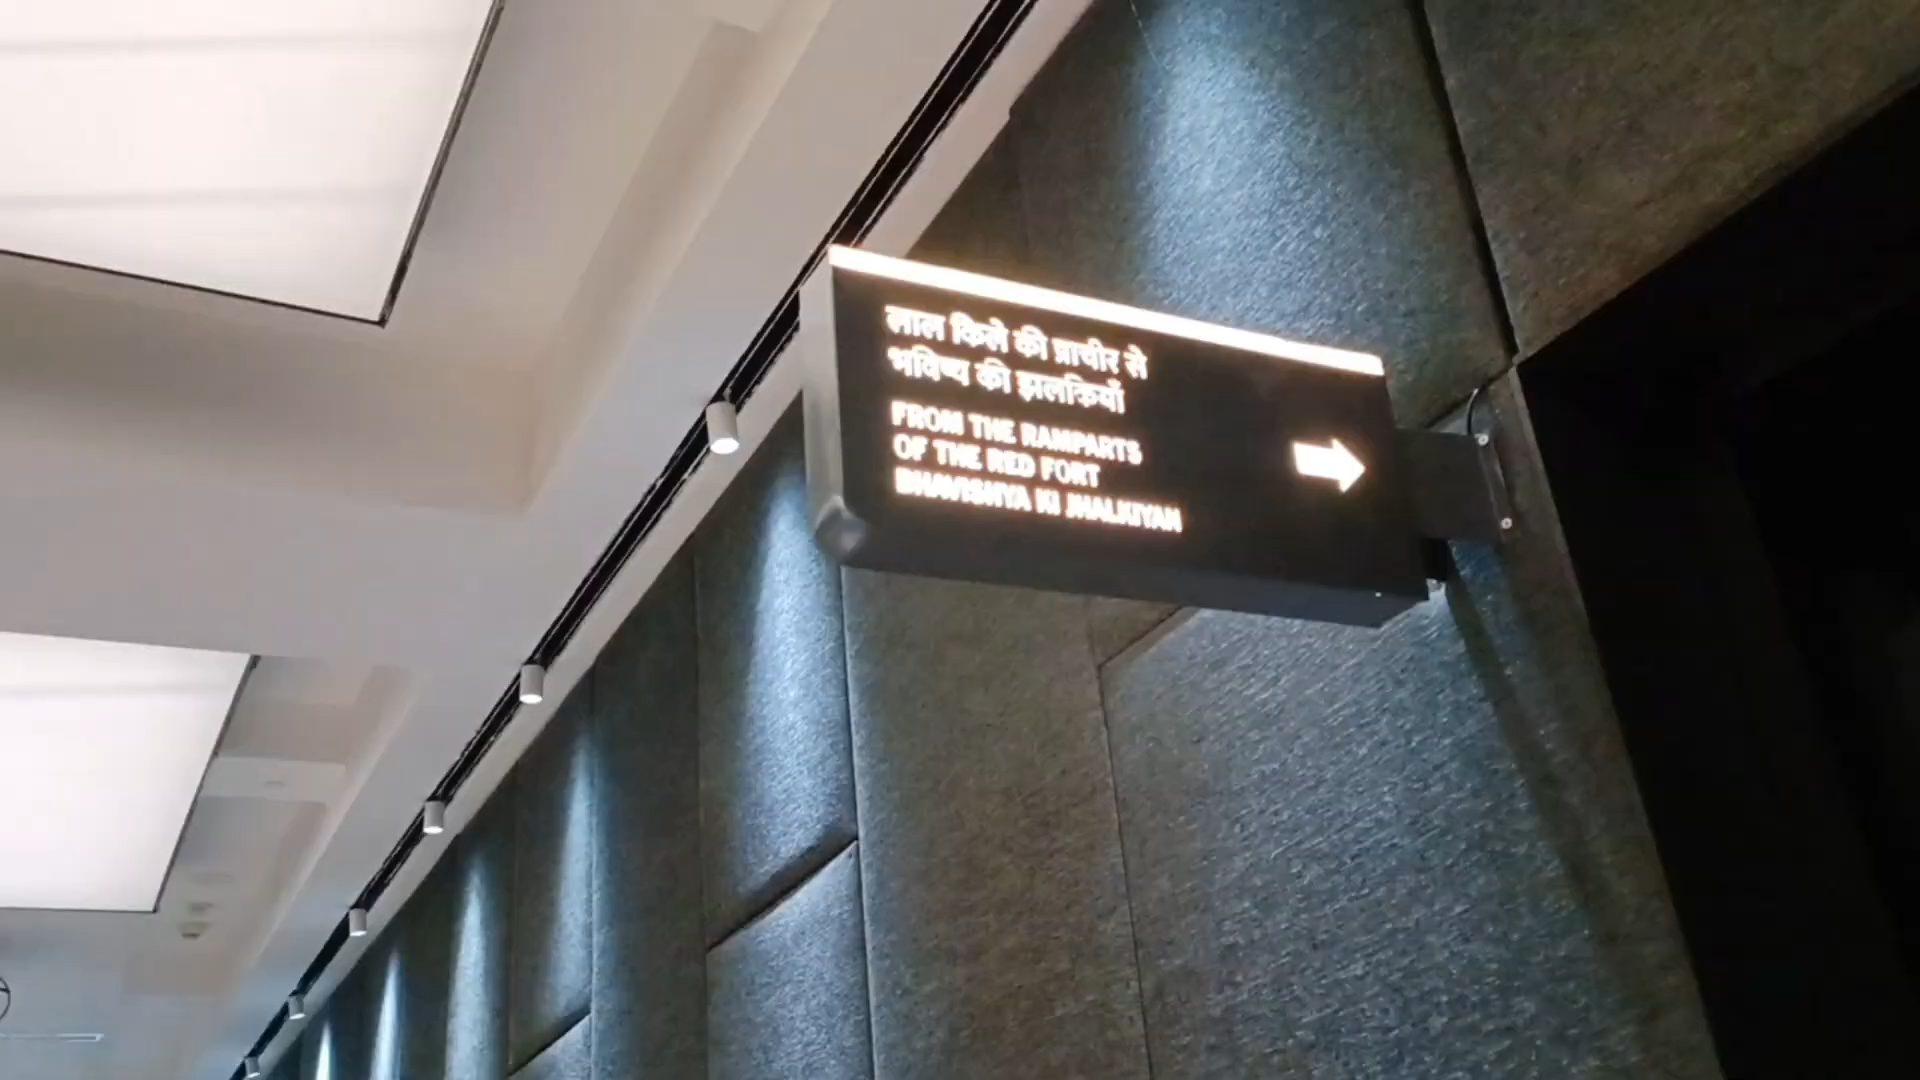 लाल किले की प्राचीर से
भविष्य की झलकियाँ
FROM THE RAMPARTS
OF THE RED FORT
BHAVISHYA KI JHALKIYAN